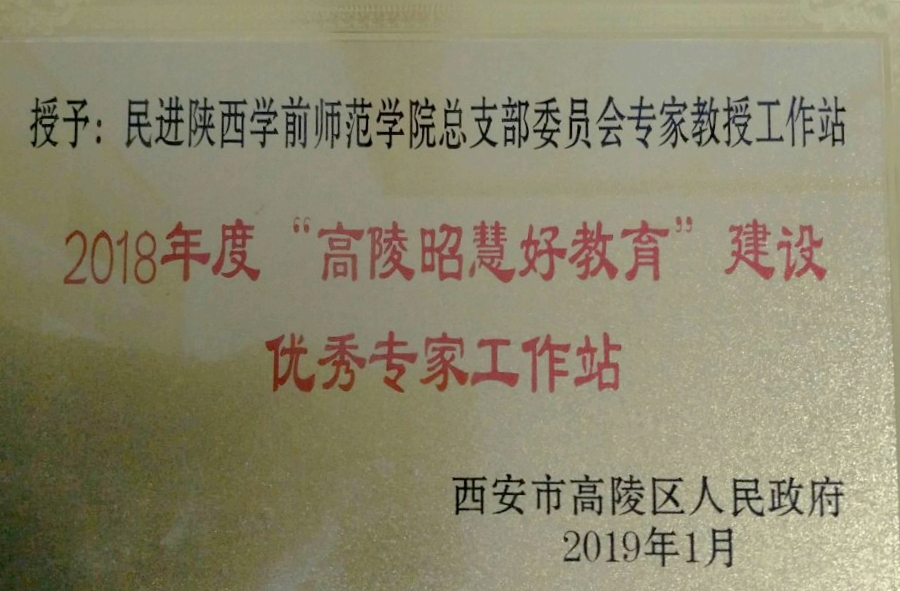 授予：民进陕西学前师范学院总支部委员会专家教授工作站
2018年度“高陵昭慧好教育”建设
优秀专家工作站
西安市高陵区人民政府
2019年1月